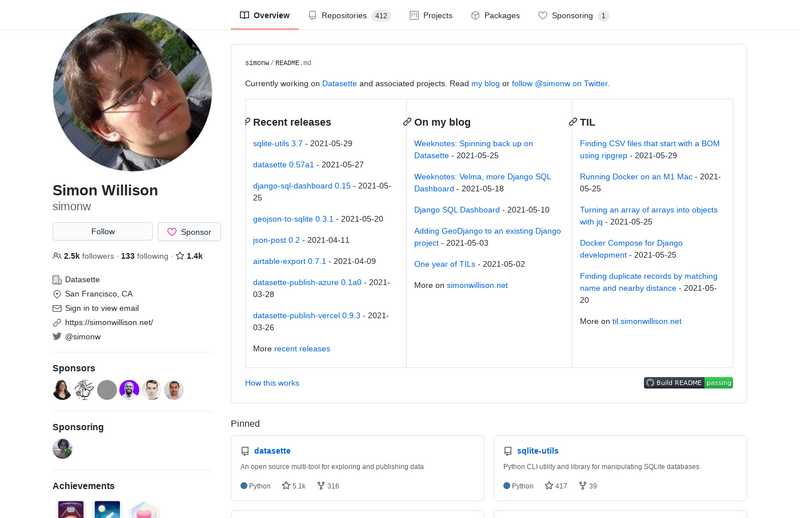 Overview
Repositories 412
Projects
Packages
Sponsoring 1
Simon Willison
simonw
Follow
Sponsor
2.5k followers · 133 following · 1.4k
Datasette
San Francisco, CA
Sign in to view email
https://simonwillison.net/
@simonw
Sponsors
Sponsoring
Achievements
simonw/README.md
Currently working on Datasette and associated projects. Read my blog or follow @simonw on Twitter.
Recent releases
sqlite-utils 3.7 - 2021-05-29
datasette 0.57a1 - 2021-05-27
django-sql-dashboard 0.15 - 2021-05-
25
geojson-to-sqlite 0.3.1 - 2021-05-20
json-post 0.2 - 2021-04-11
airtable-export 0.7.1 - 2021-04-09
datasette-publish-azure 0.1a0 - 2021-
03-28
datasette-publish-vercel 0.9.3 - 2021-
03-26
More recent releases
On my blog
Weeknotes: Spinning back up on
Datasette - 2021-05-25
Weeknotes: Velma, more Django SQL
Dashboard - 2021-05-18
Django SQL Dashboard - 2021-05-10
Adding GeoDjango to an existing Django
project - 2021-05-03
One year of TILs - 2021-05-02
More on simonwillison.net
TIL
Finding CSV files that start with a BOM
using ripgrep - 2021-05-29
Running Docker on an M1 Mac - 2021-
05-25
Turning an array of arrays into objects
with jq - 2021-05-25
Docker Compose for Django
development - 2021-05-25
Finding duplicate records by matching
name and nearby distance - 2021-05-
20
More on til.simonwillison.net
How this works
Build README passing
Pinned
datasette
An open source multi-tool for exploring and publishing data
Python 5.1k 316
sqlite-utils
Python CLI utility and library for manipulating SQLite databases
Python 417 39